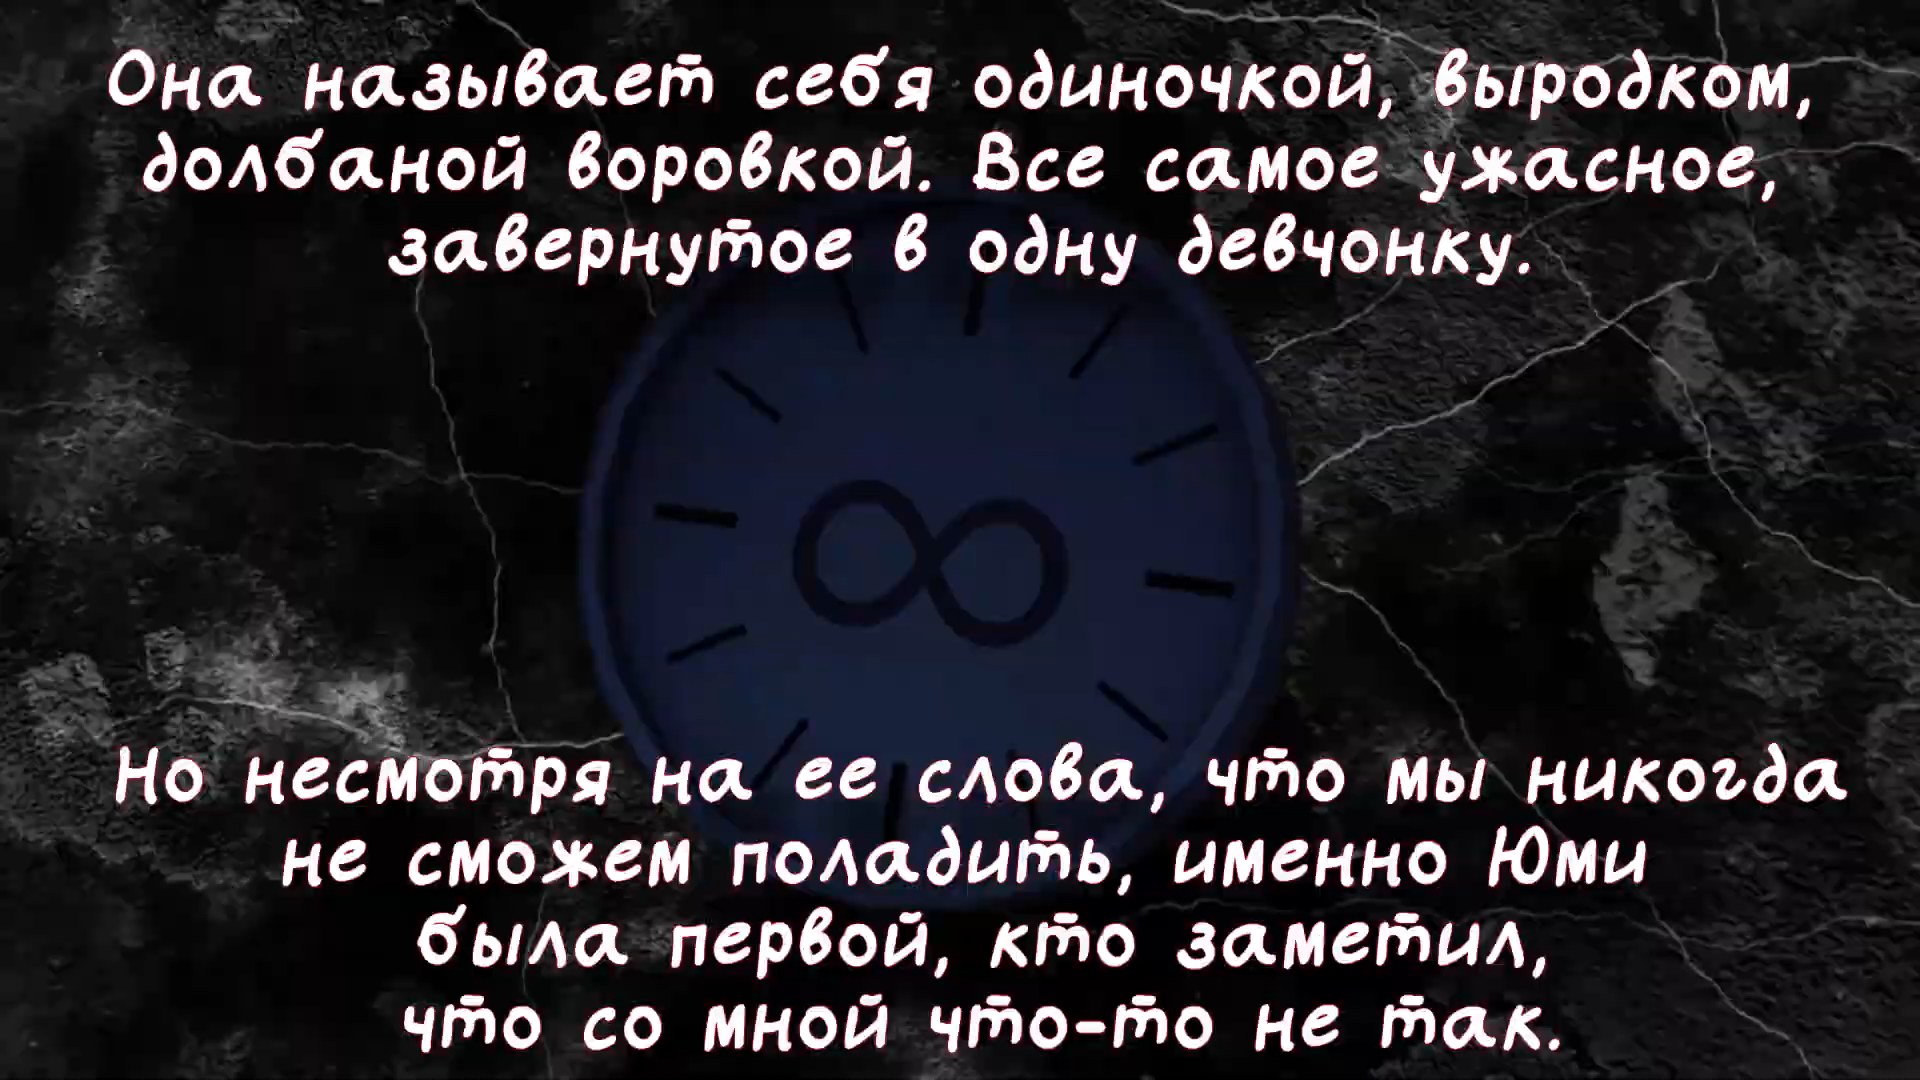 Она называет себя одиночкой, выродком,
долбаной воровкой. Все самое ужасное,
завернутое в одну девчонку.
Но несмотря на ее слова, что мы никогда
не сможем поладить, именно Юми
была первой, кто заметил,
что со мной что-то не так.